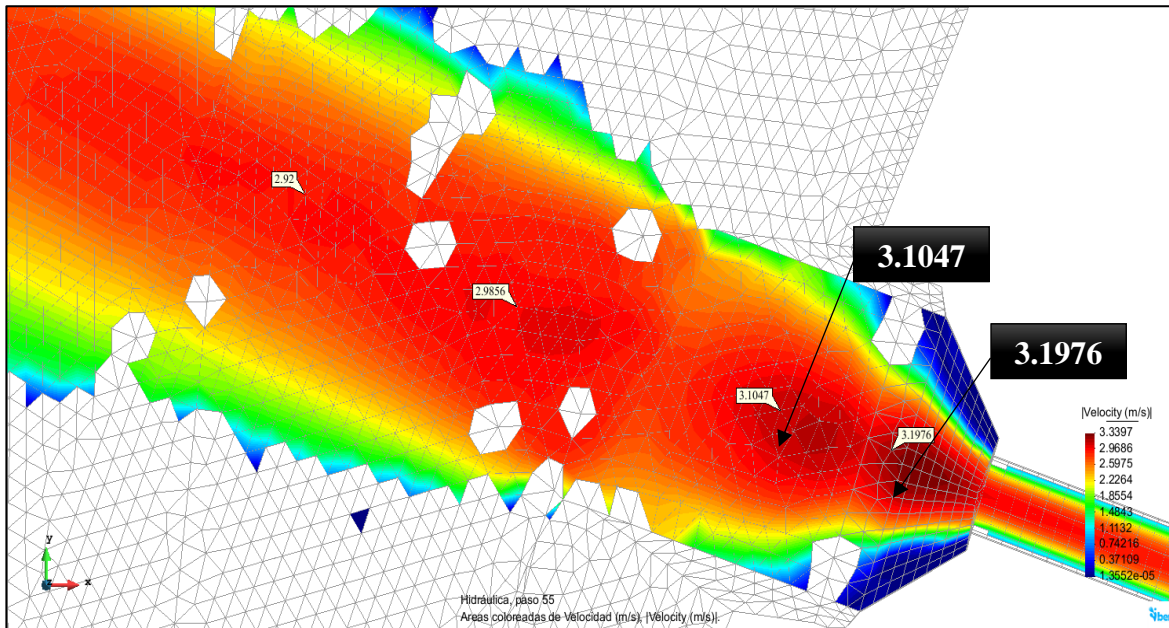 2.92
3.1047
2.9856
3.1976
3.1047
3.1976
|Velocity (m/s)|
3.3397
2.9686
2.5975
2.2264
1.8554
1.4843
1.1132
0.74216
0.37109
1.3552e-05
y
z
x
Hidráulica, paso 55
Areas coloreadas de Velocidad (m/s), |Velocity (m/s)|.